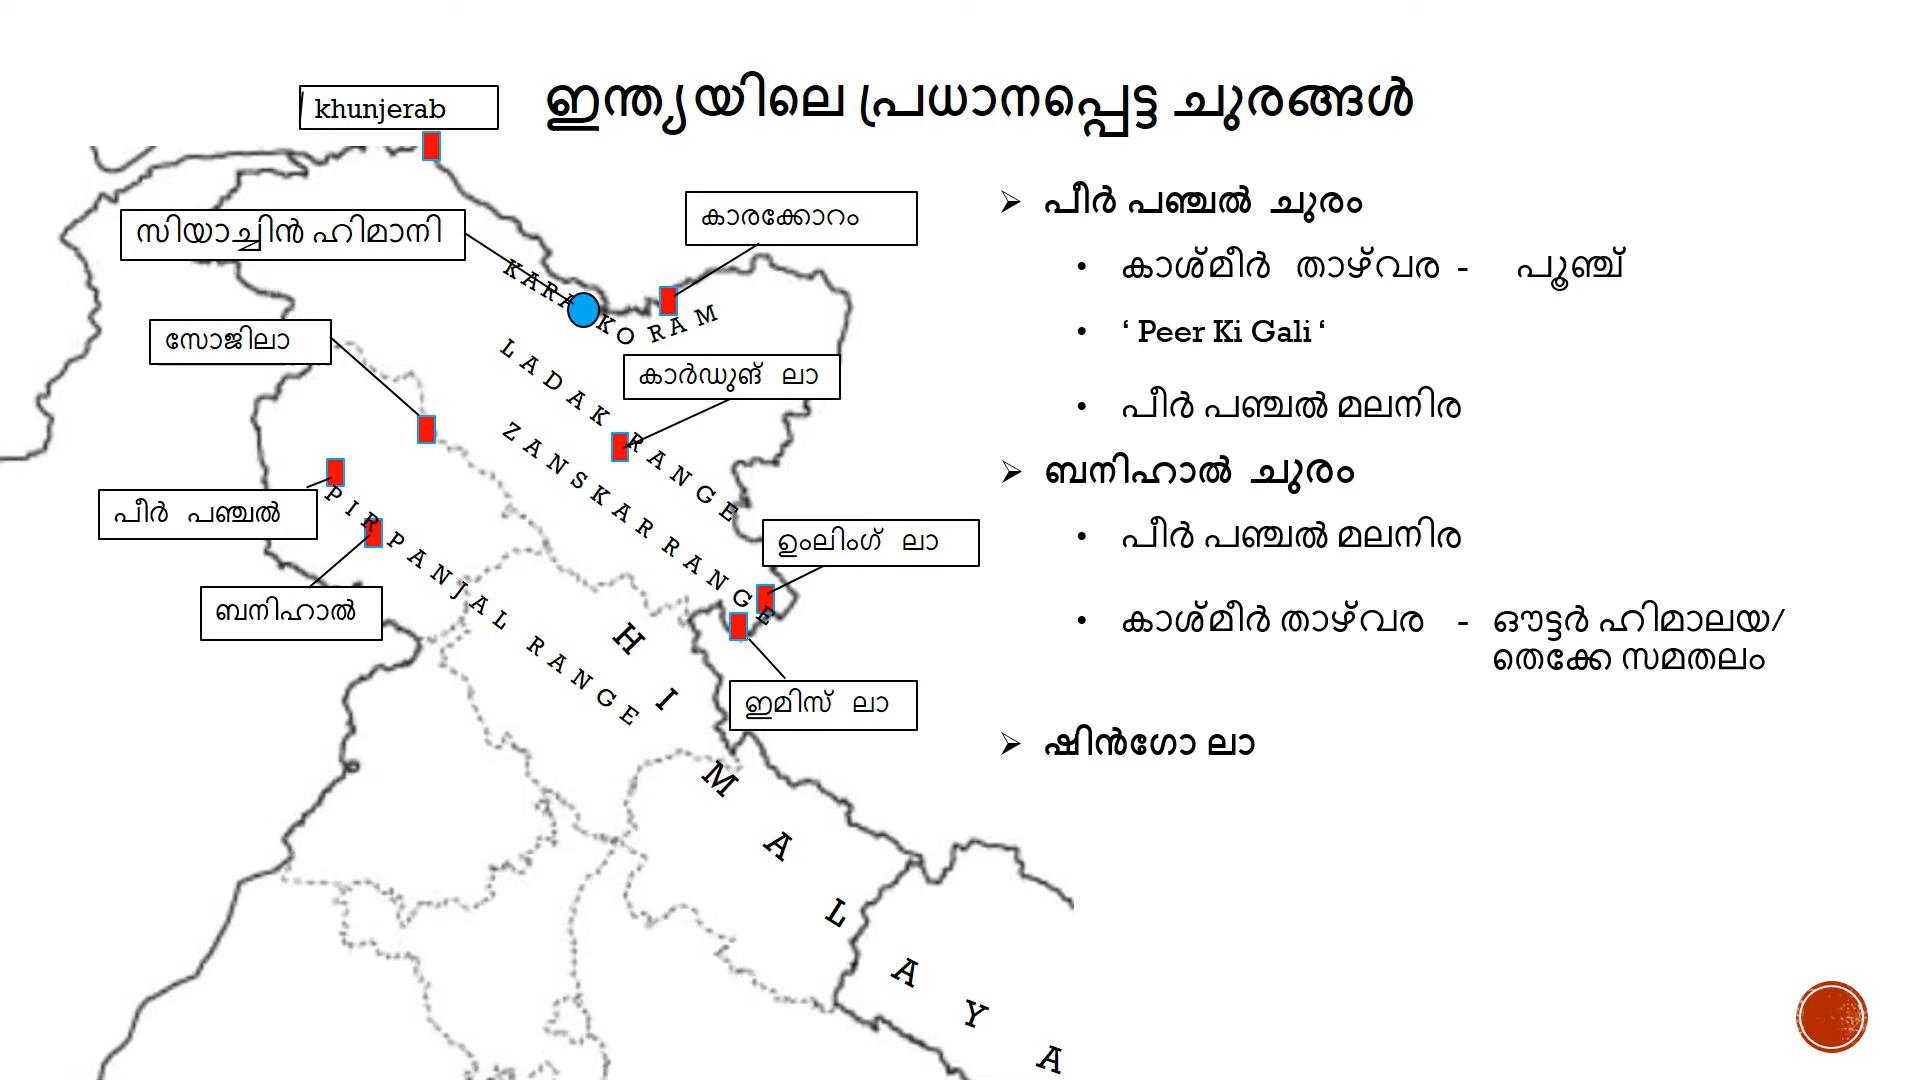 ഇന്ത്യയിലെ പ്രധാനപ്പെട്ട ചുരങ്ങൾ
khunjerab
സിയാച്ചിൻ ഹിമാനി
കാരക്കോറം
KARAKORAM
സോജിലാ
LADAK RANGE
കാർഡുങ് ലാ
ZANSKAR RANGE
പീർ പഞ്ചൽ
PIR PANJAL RANGE
ഉംലിംഗ് ലാ
ബനിഹാൽ
ഇമിസ് ലാ
HIMALAYA
പീർ പഞ്ചൽ ചുരം
കാശ്മീർ താഴ്വര - പൂഞ്ച്
‘ Peer Ki Gali ‘
പീർ പഞ്ചൽ മലനിര
ബനിഹാൽ ചുരം
പീർ പഞ്ചൽ മലനിര
കാശ്മീർ താഴ്വര - ഔട്ടർ ഹിമാലയ/
തെക്കേ സമതലം
ഷിൻഗോ ലാ